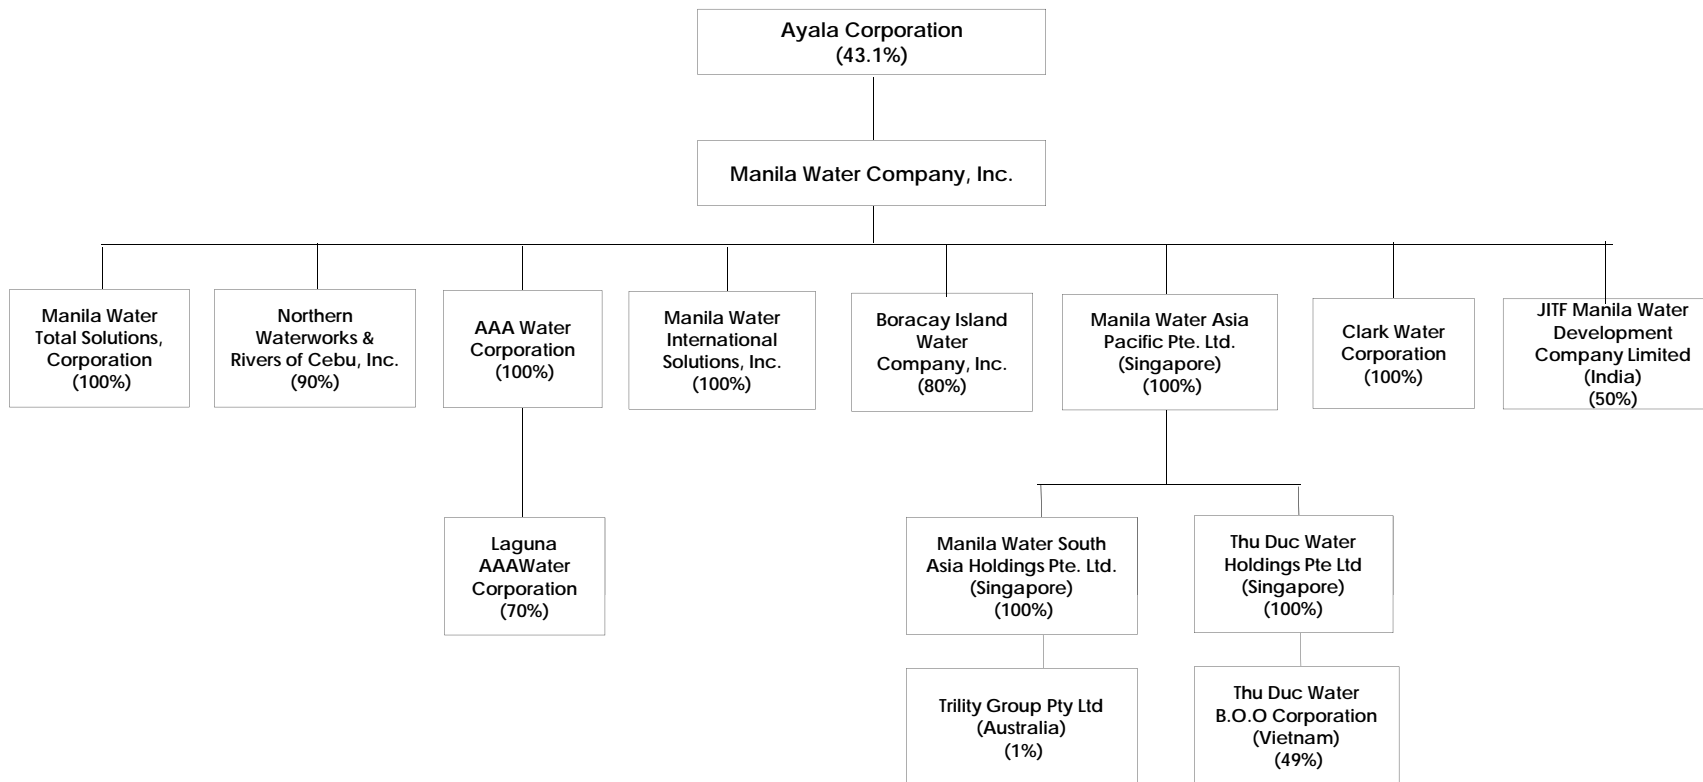 Ayala Corporation
(43.1%)
Manila Water Company, Inc.
Manila Water
Total Solutions,
Corporation
(100%)
Northern
Waterworks &
Rivers of Cebu, Inc.
(90%)
AAA Water
Corporation
(100%)
Manila Water
International
Solutions, Inc.
(100%)
Boracay Island
Water
Company, Inc.
(80%)
Manila Water Asia
Pacific Pte. Ltd.
(Singapore)
(100%)
Clark Water
Corporation
(100%)
JITF Manila Water
Development
Company Limited
(India)
(50%)
Laguna
AAAWater
Corporation
(70%)
Manila Water South
Asia Holdings Pte. Ltd.
(Singapore)
(100%)
Thu Duc Water
Holdings Pte Ltd
(Singapore)
(100%)
Trility Group Pty Ltd
(Australia)
(1%)
Thu Duc Water
B.O.O Corporation
(Vietnam)
(49%)